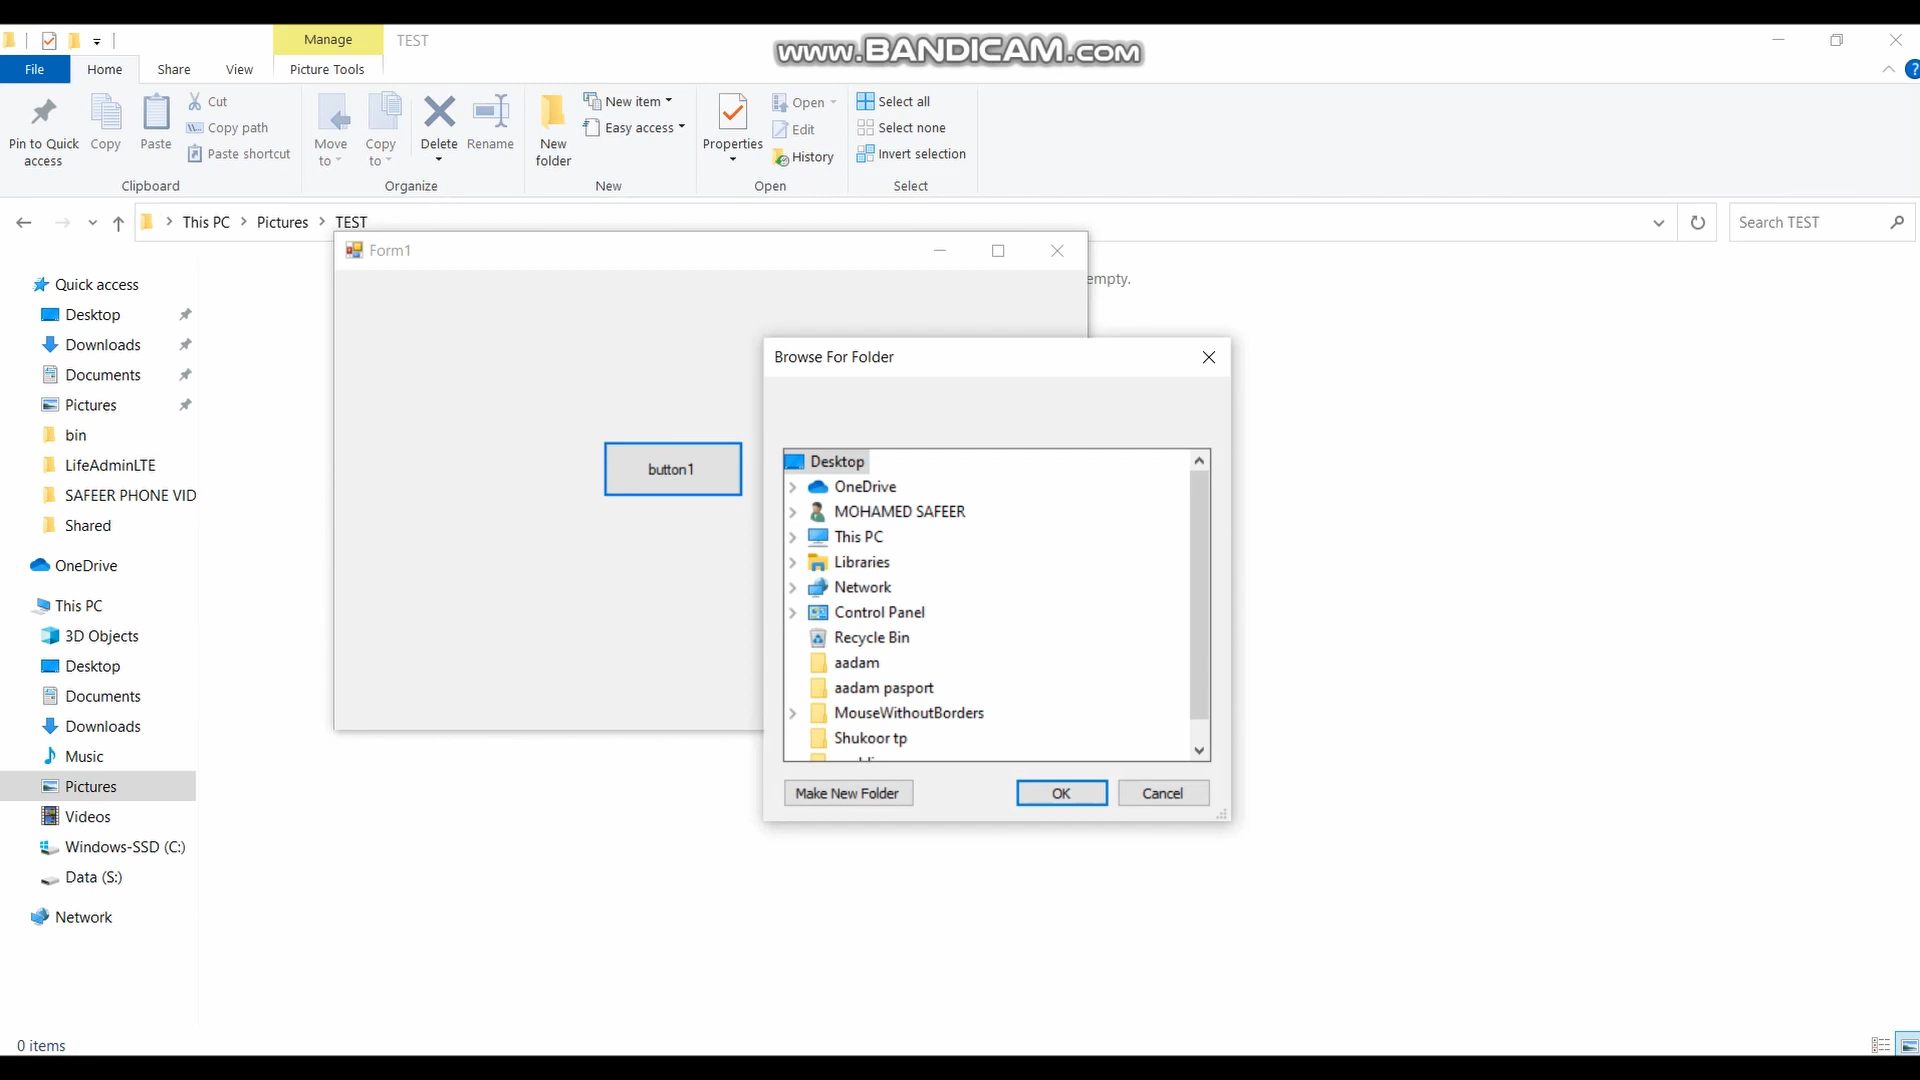 Manage
TEST
www.BANDICAM.com
File
Home
Share
View
Picture Tools
Pin to Quick access
Copy
Paste
Cut
Copy path
Paste shortcut
Clipboard
Move to
Copy to
Delete
Rename
Organize
New folder
New item
Easy access
New
Properties
Open
Edit
History
Open
Select all
Select none
Invert selection
Select
This PC
Pictures
TEST
Search TEST
Form1
empty.
button1
Quick access
Desktop
Downloads
Documents
Pictures
bin
LifeAdminLTE
SAFEER PHONE VID
Shared
OneDrive
This PC
3D Objects
Desktop
Documents
Downloads
Music
Pictures
Videos
Windows-SSD (C:)
Data (S:)
Network
Browse For Folder
Desktop
OneDrive
MOHAMED SAFEER
This PC
Libraries
Network
Control Panel
Recycle Bin
aadam
aadam pasport
MouseWithoutBorders
Shukoor tp
Make New Folder
OK
Cancel
0 items